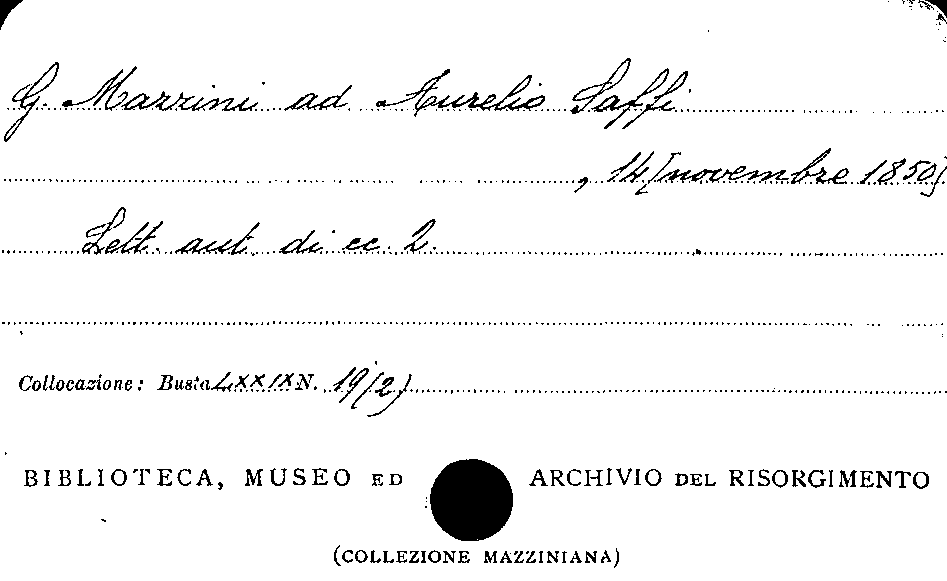 G. Mazzini ad Aurelio Saffi
, 14 [novembre 1850]
Lett. aut. di cc. 2.
Collocazione: Busta LXXIX N. 19(2)
BIBLIOTECA, MUSEO ED ARCHIVIO DEL RISORGIMENTO
(COLLEZIONE MAZZINIANA)